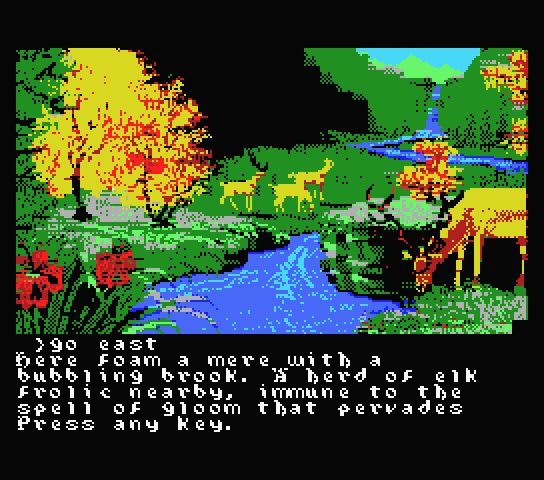 }go east
here foam a mere with a
bubbling brook. A herd of elk
frolic nearby, immune to the
spell of gloom that pervades
Press any key.